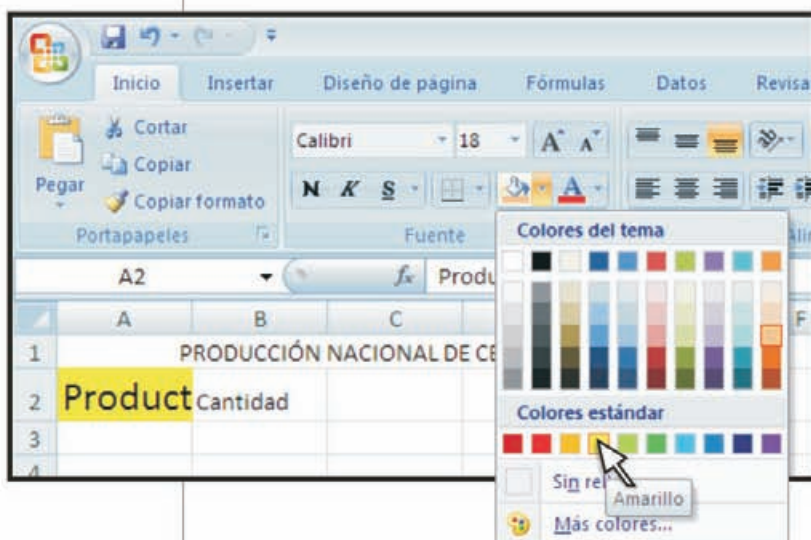 Inicio Insertar Diseño de página Fórmulas Datos Revisa
Cortar
Copiar
Copiar formato
Pegar
Calibri 18 A A
N K S A
Portapapeles Fuente
A2 fx Produ
A B C F
1 PRODUCCIÓN NACIONAL DE CE
2 Product Cantidad
3
4
Colores del tema
Colores estándar
Sin re
Amarillo
Más colores...